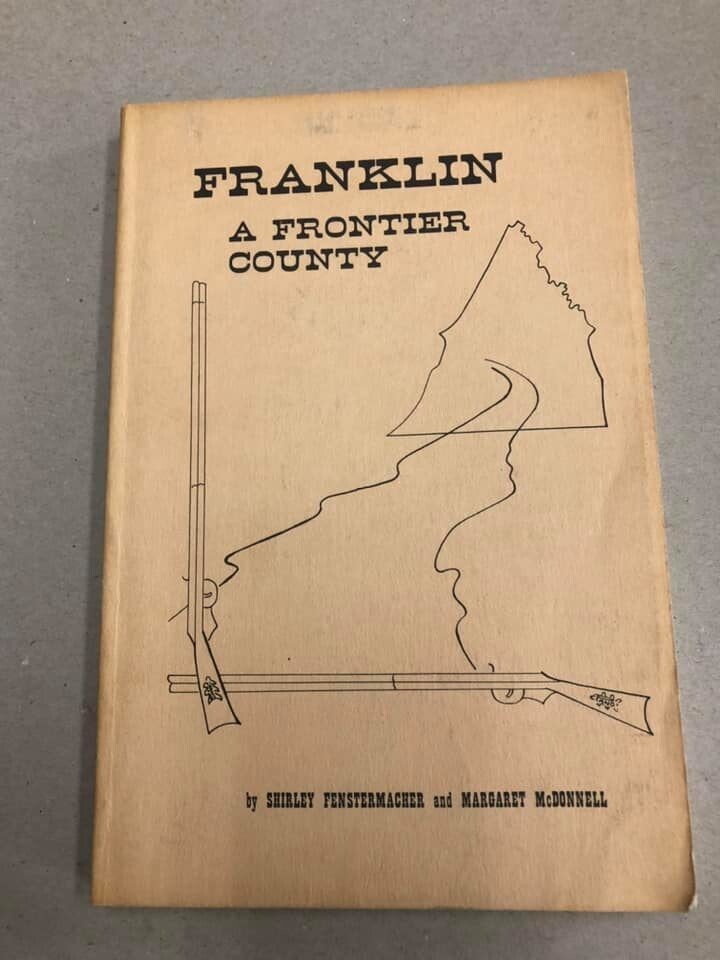 FRANKLIN
A FRONTIER
COUNTY
by SHIRLEY FENSTERMACHER and MARGARET McDONNELL